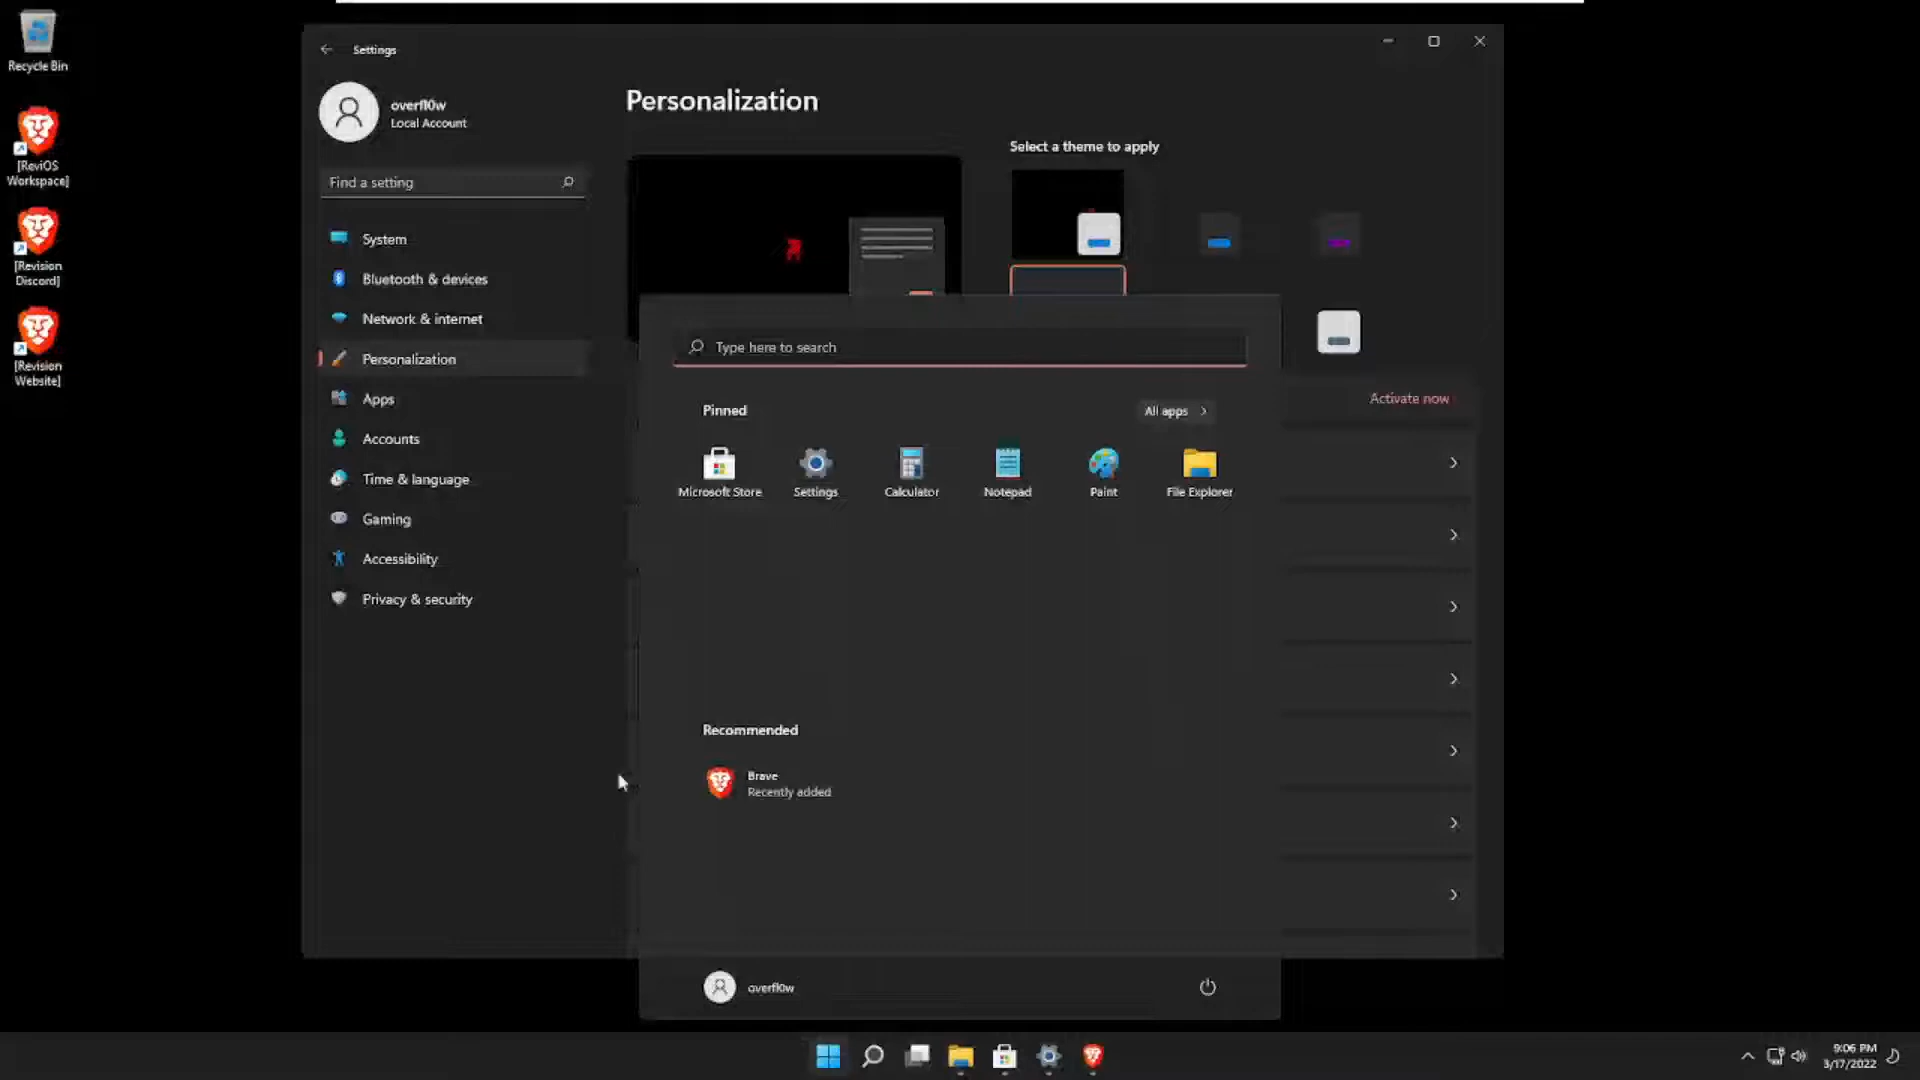 Recycle Bin
[ReviOS
Workspace]
[Revision
Discord]
[Revision
Website]
Settings
overfl0w
Local Account
Find a setting
System
Bluetooth & devices
Network & internet
Personalization
Apps
Accounts
Time & language
Gaming
Accessibility
Privacy & security
Personalization
Select a theme to apply
Activate now
Type here to search
Pinned
All apps
Microsoft Store
Settings
Calculator
Notepad
Paint
File Explorer
Recommended
Brave
Recently added
overfl0w
9:06 PM
3/17/2022